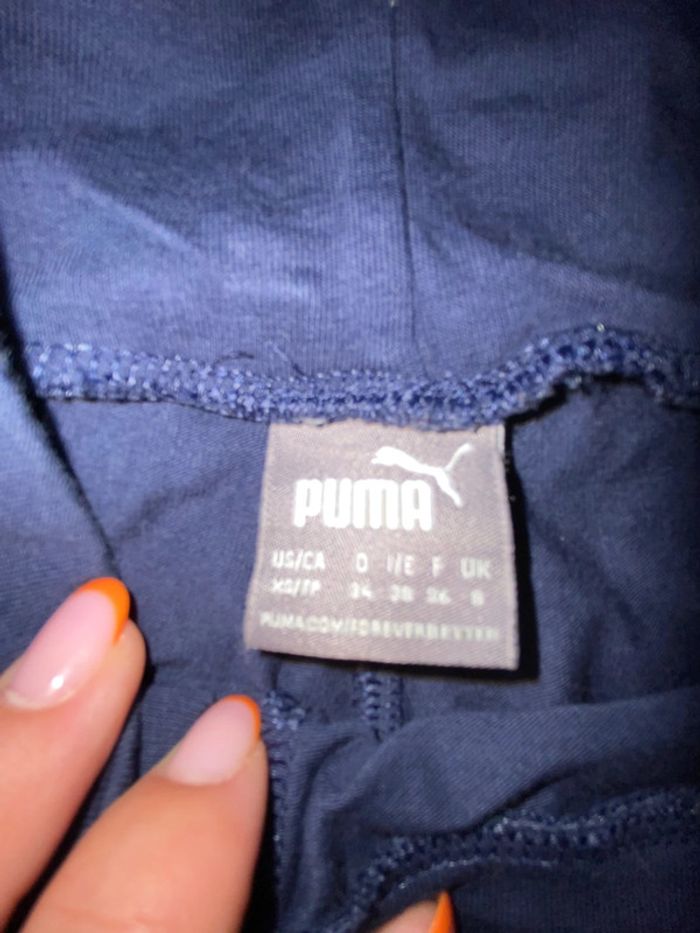 PUMA
US/CA D I/E F UK
XS/TP 34 38 36 8
PUMA.COM/FOREVERBETTER